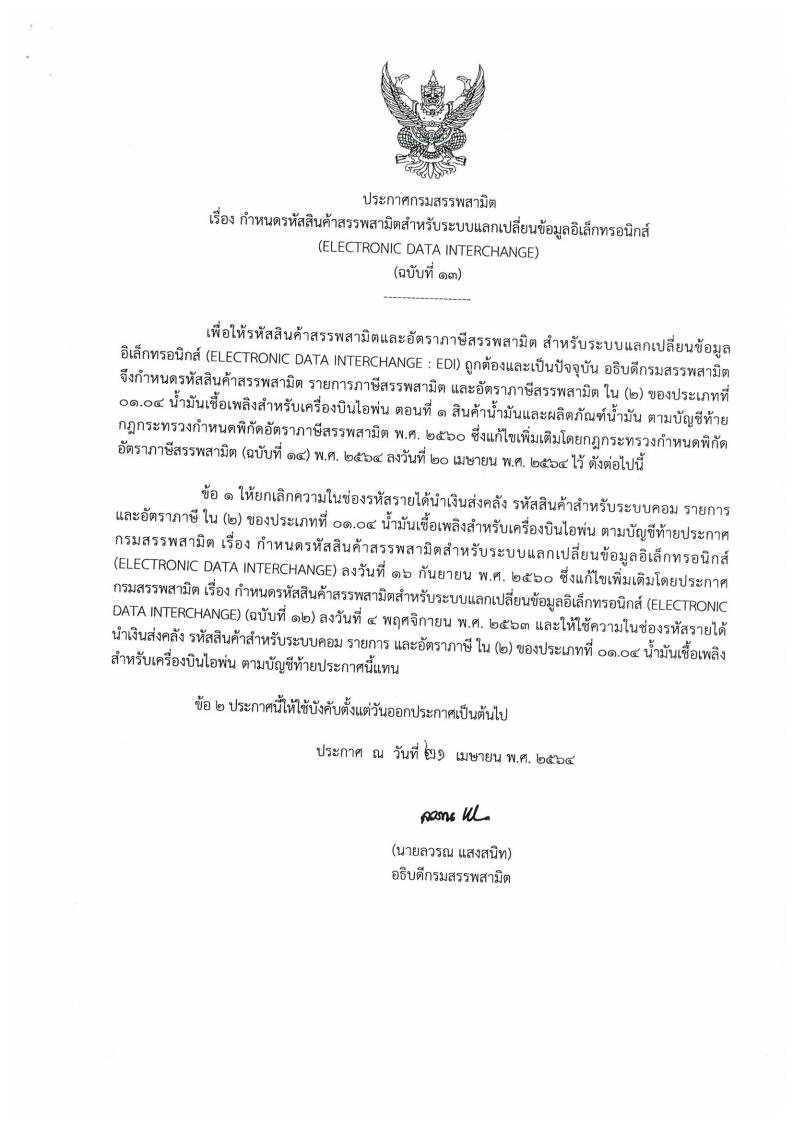 ประกาศกรมสรรพสามิต
เรื่อง กำหนดรหัสสินค้าสรรพสามิตสำหรับระบบแลกเปลี่ยนข้อมูลอิเล็กทรอนิกส์
(ELECTRONIC DATA INTERCHANGE)
(ฉบับที่ ๑๓)
-------------------
เพื่อให้รหัสสินค้าสรรพสามิตและอัตราภาษีสรรพสามิต สำหรับระบบแลกเปลี่ยนข้อมูล
อิเล็กทรอนิกส์ (ELECTRONIC DATA INTERCHANGE : EDI) ถูกต้องและเป็นปัจจุบัน อธิบดีกรมสรรพสามิต
จึงกำหนดรหัสสินค้าสรรพสามิต รายการภาษีสรรพสามิต และอัตราภาษีสรรพสามิต ใน (๒) ของประเภทที่
๐๑.๐๔ น้ำมันเชื้อเพลิงสำหรับเครื่องบินไอพ่น ตอนที่ ๑ สินค้าน้ำมันและผลิตภัณฑ์น้ำมัน ตามบัญชีท้าย
กฎกระทรวงกำหนดพิกัดอัตราภาษีสรรพสามิต พ.ศ. ๒๕๖๐ ซึ่งแก้ไขเพิ่มเติมโดยกฎกระทรวงกำหนดพิกัด
อัตราภาษีสรรพสามิต (ฉบับที่ ๑๔) พ.ศ. ๒๕๖๔ ลงวันที่ ๒๐ เมษายน พ.ศ. ๒๕๖๔ ไว้ ดังต่อไปนี้
ข้อ ๑ ให้ยกเลิกความในช่องรหัสรายได้นำเงินส่งคลัง รหัสสินค้าสำหรับระบบคอม รายการ
และอัตราภาษี ใน (๒) ของประเภทที่ ๐๑.๐๔ น้ำมันเชื้อเพลิงสำหรับเครื่องบินไอพ่น ตามบัญชีท้ายประกาศ
กรมสรรพสามิต เรื่อง กำหนดรหัสสินค้าสรรพสามิตสำหรับระบบแลกเปลี่ยนข้อมูลอิเล็กทรอนิกส์
(ELECTRONIC DATA INTERCHANGE) ลงวันที่ ๑๖ กันยายน พ.ศ. ๒๕๖๐ ซึ่งแก้ไขเพิ่มเติมโดยประกาศ
กรมสรรพสามิต เรื่อง กำหนดรหัสสินค้าสรรพสามิตสำหรับระบบแลกเปลี่ยนข้อมูลอิเล็กทรอนิกส์ (ELECTRONIC
DATA INTERCHANGE) (ฉบับที่ ๑๒) ลงวันที่ ๔ พฤศจิกายน พ.ศ. ๒๕๖๓ และให้ใช้ความในช่องรหัสรายได้
นำเงินส่งคลัง รหัสสินค้าสำหรับระบบคอม รายการ และอัตราภาษี ใน (๒) ของประเภทที่ ๐๑.๐๔ น้ำมันเชื้อเพลิง
สำหรับเครื่องบินไอพ่น ตามบัญชีท้ายประกาศนี้แทน
ข้อ ๒ ประกาศนี้ให้ใช้บังคับตั้งแต่วันออกประกาศเป็นต้นไป
ประกาศ ณ วันที่ ๒๑ เมษายน พ.ศ. ๒๕๖๔
(นายลวรณ แสงสนิท)
อธิบดีกรมสรรพสามิต